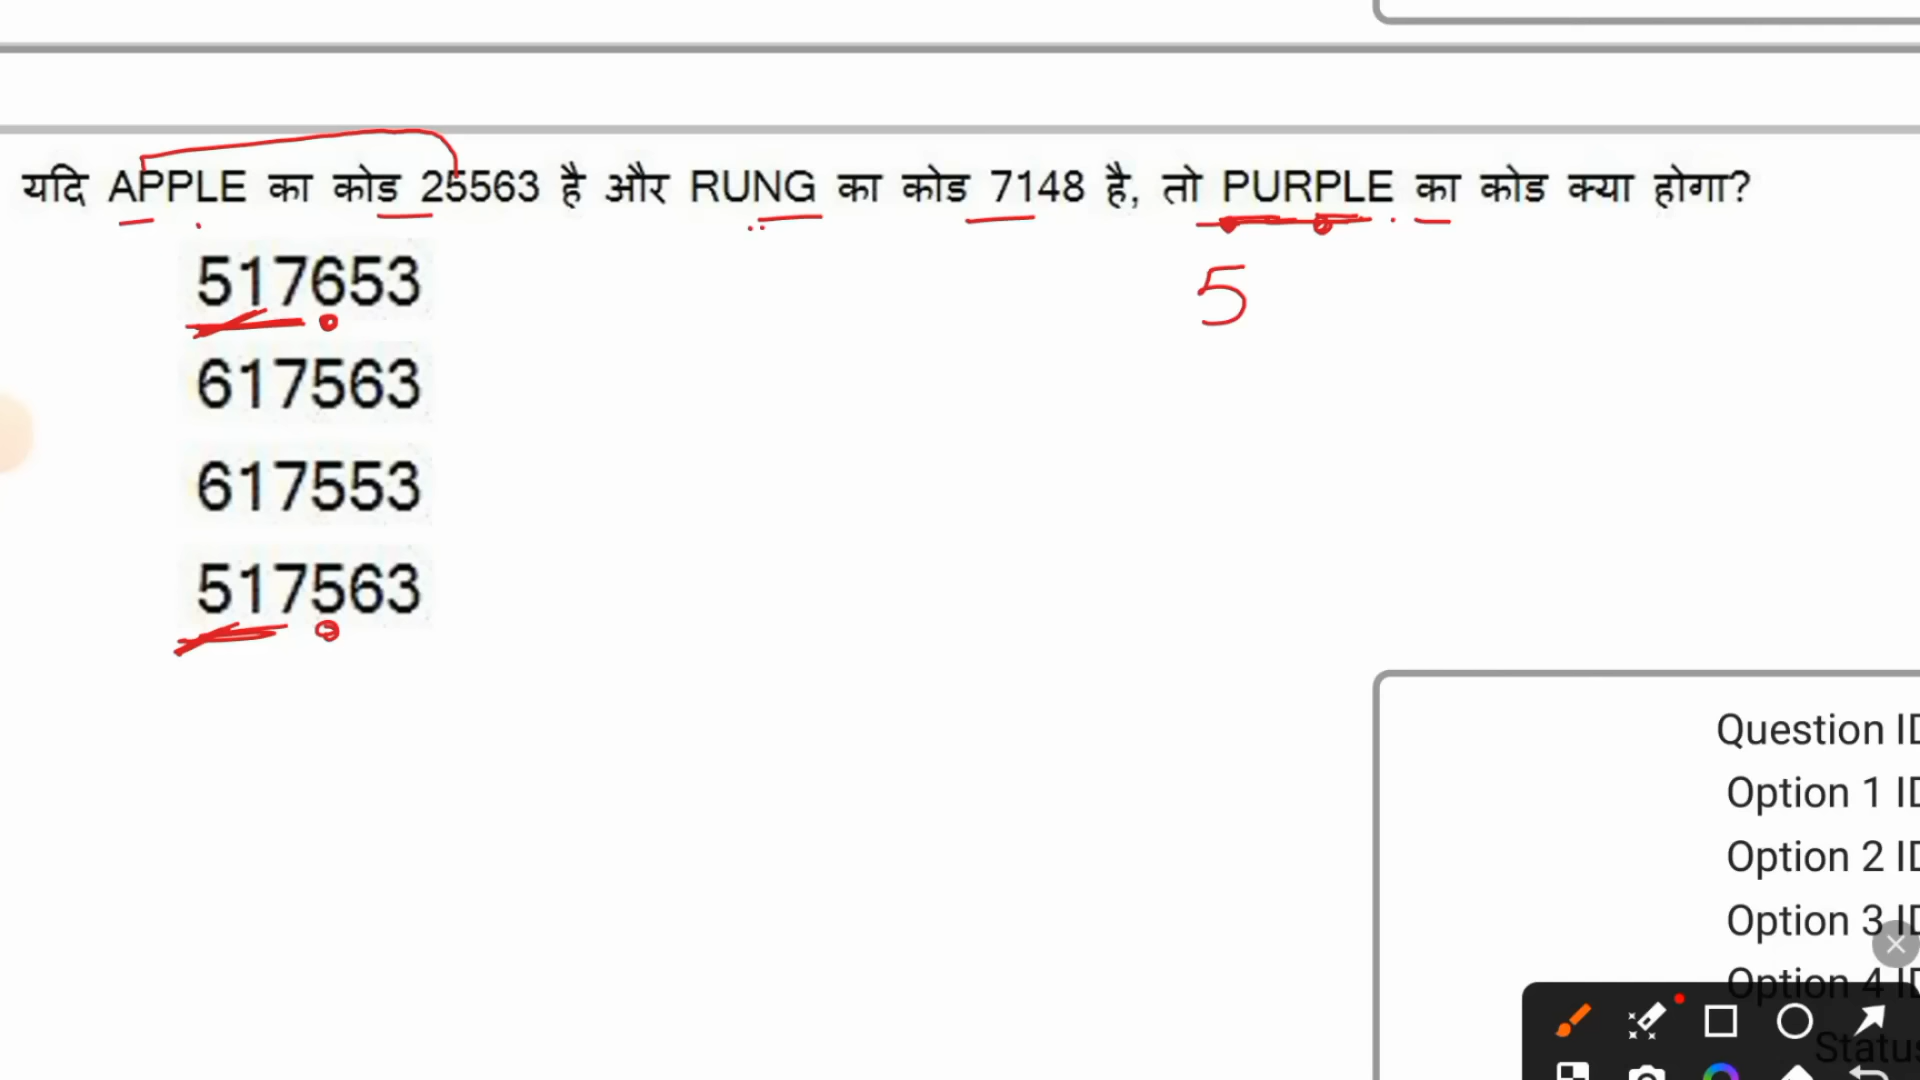 यदि APPLE का कोड 25563 है और RUNG का कोड 7148 है, तो PURPLE का कोड क्या होगा?
517653
5
617563
617553
517563
Question ID
Option 1 ID
Option 2 ID
Option 3 ID
Option 4 ID
Status